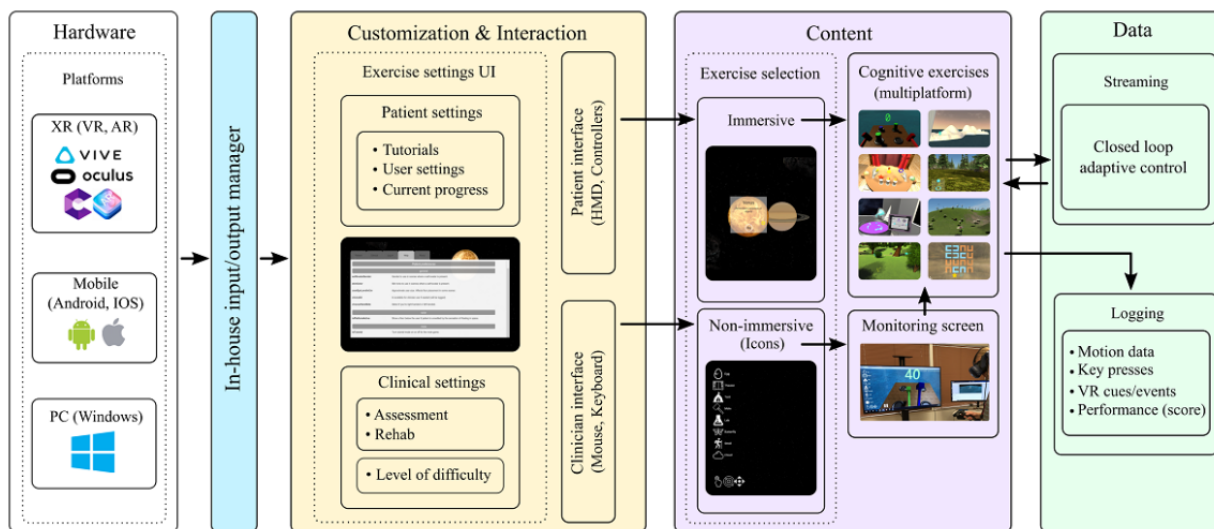 Hardware
Platforms
XR (VR, AR)
VIVE
oculus
Mobile
(Android, IOS)
PC (Windows)
In-house input/output manager
Customization & Interaction
Exercise settings UI
Patient settings
• Tutorials
• User settings
• Current progress
Clinical settings
• Assessment
• Rehab
• Level of difficulty
Patient interface
(HMD, Controllers)
Clinician interface
(Mouse, Keyboard)
Content
Exercise selection
Immersive
Non-immersive
(Icons)
Cognitive exercises
(multiplatform)
0
Monitoring screen
40
Data
Streaming
Closed loop
adaptive control
Logging
• Motion data
• Key presses
• VR cues/events
• Performance (score)